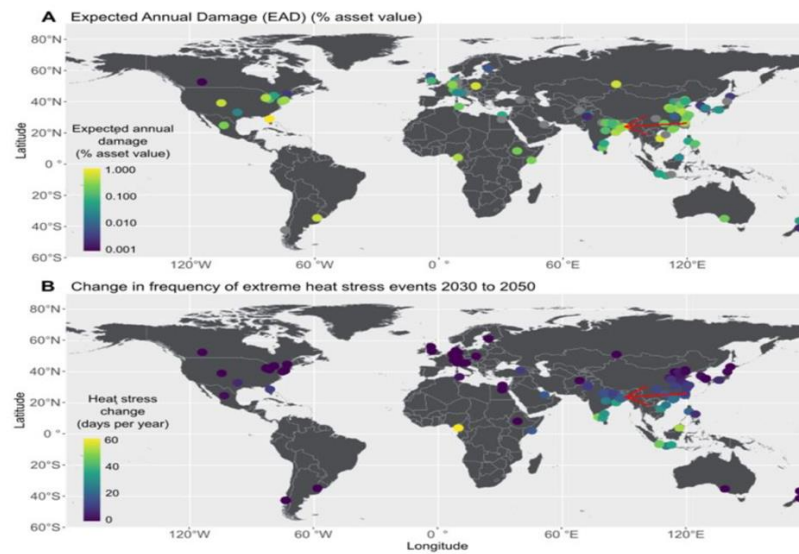 A Expected Annual Damage (EAD) (% asset value)
80°N
60°N
40°N
20°N
0 °
20°S
40°S
60°S
Latitude
Expected annual
damage
(% asset value)
1.000
0.100
0.010
0.001
120°W 60°W 0 ° 60°E 120°E
B Change in frequency of extreme heat stress events 2030 to 2050
80°N
60°N
40°N
20°N
0 °
20°S
40°S
60°S
Latitude
Heat stress
change
(days per year)
60
40
20
0
120°W 60°W 0 ° 60°E 120°E
Longitude